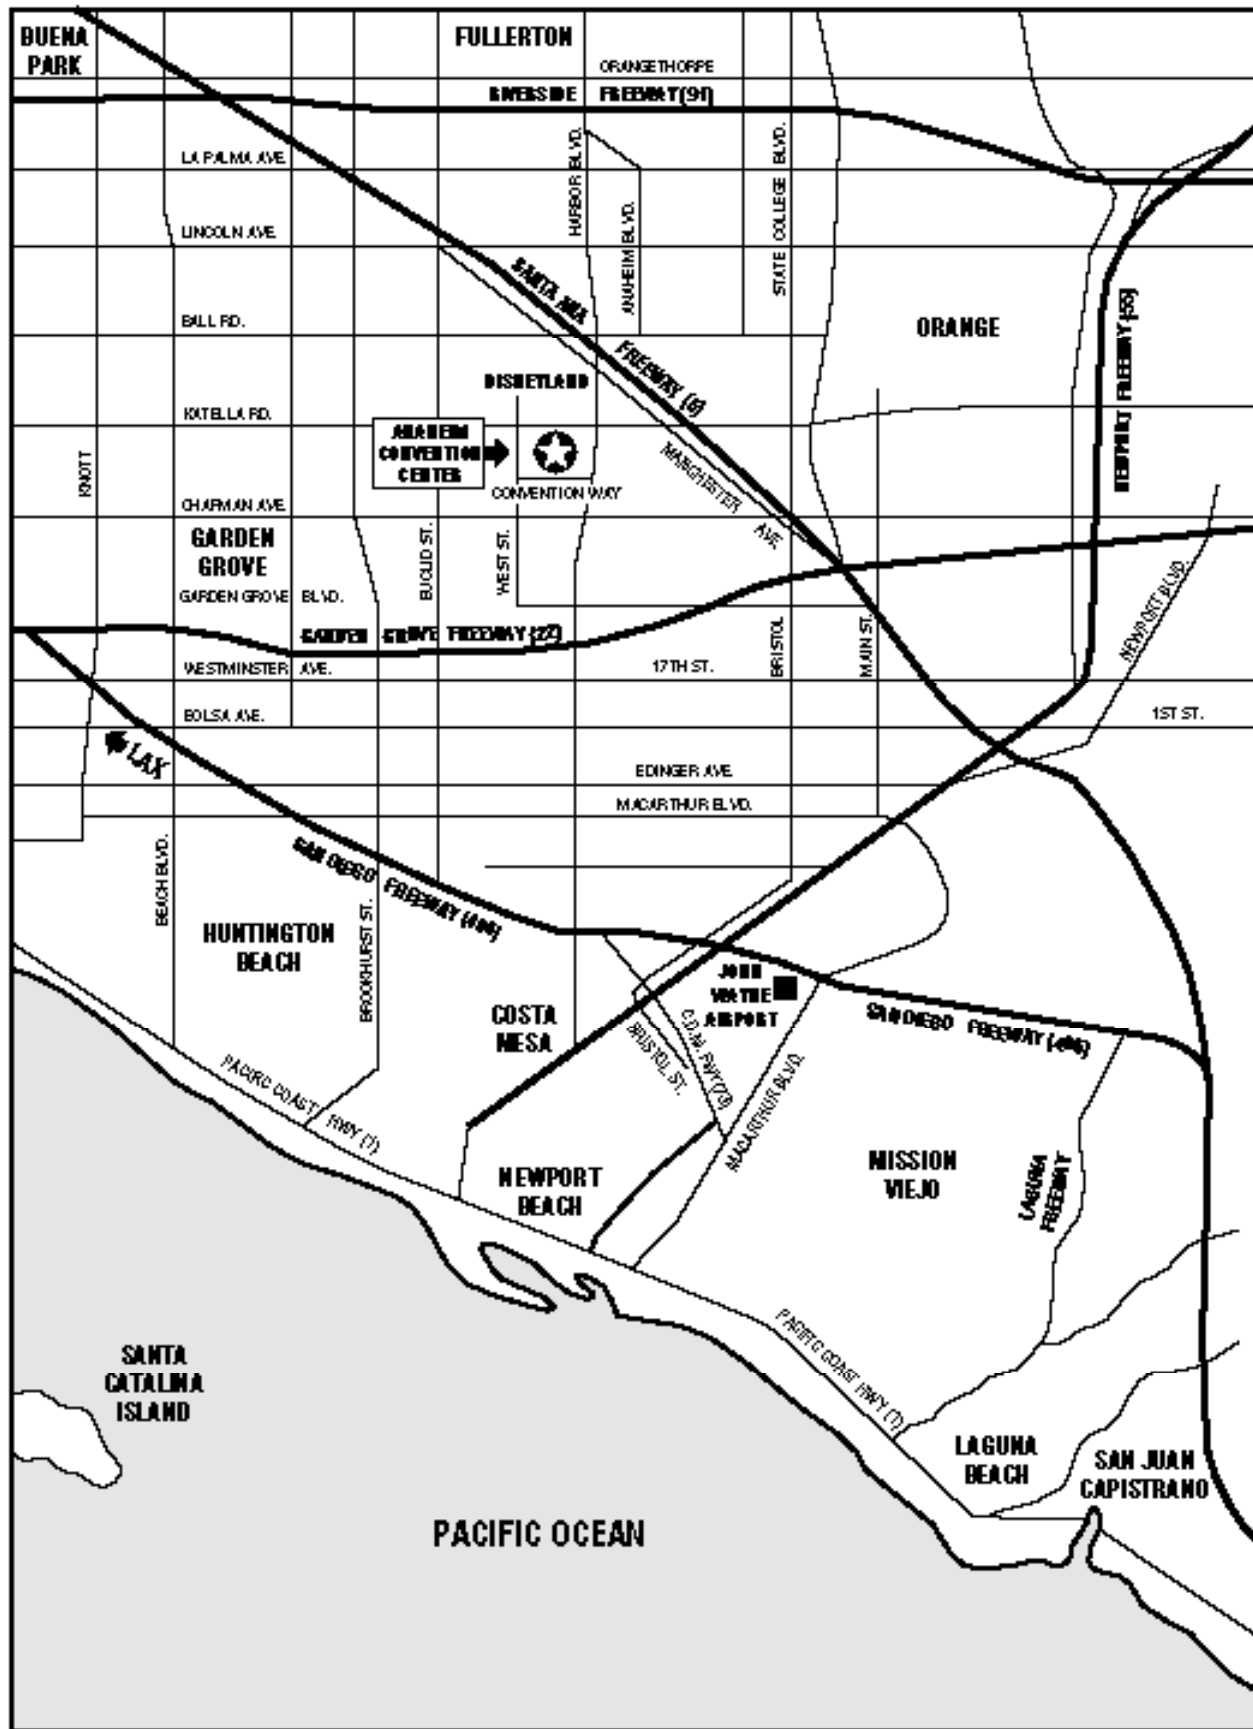 BUENA
PARK
FULLERTON
ORANGETHORPE
RIVERSIDE FREEWAY (91)
LA PALMA AVE.
HARBOR BLVD.
STATE COLLEGE BLVD.
LINCOLN AVE.
ANAHEIM BLVD.
SANTA ANA
FREEWAY (5)
BALL RD.
ORANGE
NEWPORT FREEWAY (55)
DISNEYLAND
KATELLA RD.
ANAHEIM
CONVENTION
CENTER
KNOTT
MANCHESTER AVE.
CONVENTION WAY
CHAPMAN AVE.
GARDEN
GROVE
EUCLID ST.
WEST ST.
GARDEN GROVE BLVD.
NEWPORT BLVD.
GARDEN GROVE FREEWAY (22)
BRISTOL
MAIN ST.
WESTMINSTER AVE.
17TH ST.
BOLSA AVE.
1ST ST.
LAX
EDINGER AVE.
MACARTHUR BLVD.
BEACH BLVD.
SAN DIEGO FREEWAY (405)
HUNTINGTON
BEACH
BROOKHURST ST.
COSTA
MESA
JOHN
WAYNE
AIRPORT
SAN DIEGO FREEWAY (405)
BRISTOL ST.
C.D.M. FWY (73)
MACARTHUR BLVD.
PACIFIC COAST HWY (1)
NEWPORT
BEACH
MISSION
VIEJO
LAGUNA
FREEWAY
PACIFIC COAST HWY (1)
SANTA
CATALINA
ISLAND
LAGUNA
BEACH
SAN JUAN
CAPISTRANO
PACIFIC OCEAN